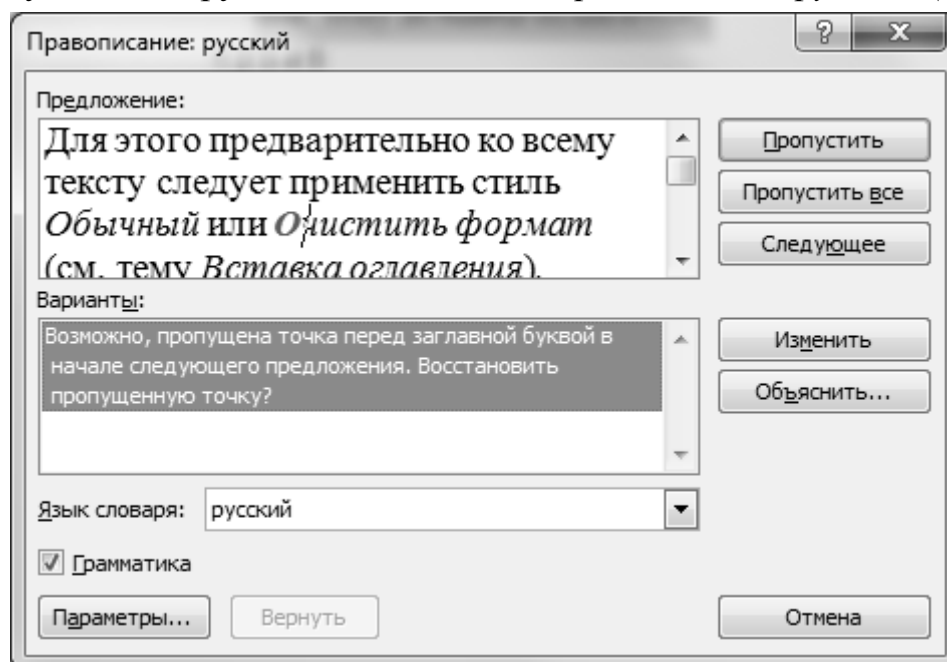 Правописание: русский
Предложение:
Для этого предварительно ко всему
тексту следует применить стиль
Обычный или Очистить формат
(см. тему Вставка оглавления).
Пропустить
Пропустить все
Следующее
Варианты:
Возможно, пропущена точка перед заглавной буквой в
начале следующего предложения. Восстановить
пропущенную точку?
Изменить
Объяснить...
Язык словаря: русский
Грамматика
Параметры... Вернуть Отмена